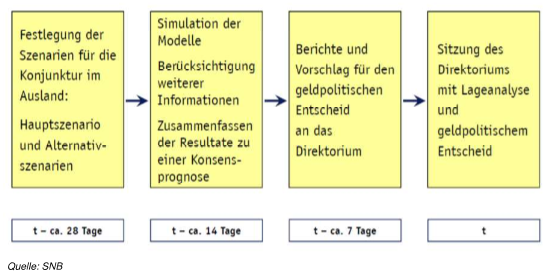 Festlegung der
Szenarien für die
Konjunktur im
Ausland:
Hauptszenario
und Alternativ-
szenarien
Simulation der
Modelle
Berücksichtigung
weiterer
Informationen
Zusammenfassen
der Resultate zu
einer Konsens-
prognose
Berichte und
Vorschlag für den
geldpolitischen
Entscheid
an das
Direktorium
Sitzung des
Direktoriums
mit Lageanalyse
und
geldpolitischem
Entscheid
t – ca. 28 Tage
t – ca. 14 Tage
t – ca. 7 Tage
t
Quelle: SNB